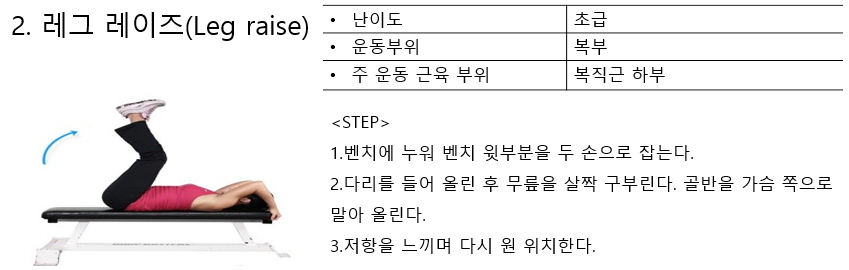 2. 레그 레이즈(Leg raise)
• 난이도 초급
• 운동부위 복부
• 주 운동 근육 부위 복직근 하부
<STEP>
1.벤치에 누워 벤치 윗부분을 두 손으로 잡는다.
2.다리를 들어 올린 후 무릎을 살짝 구부린다. 골반을 가슴 쪽으로
말아 올린다.
3.저항을 느끼며 다시 원 위치한다.